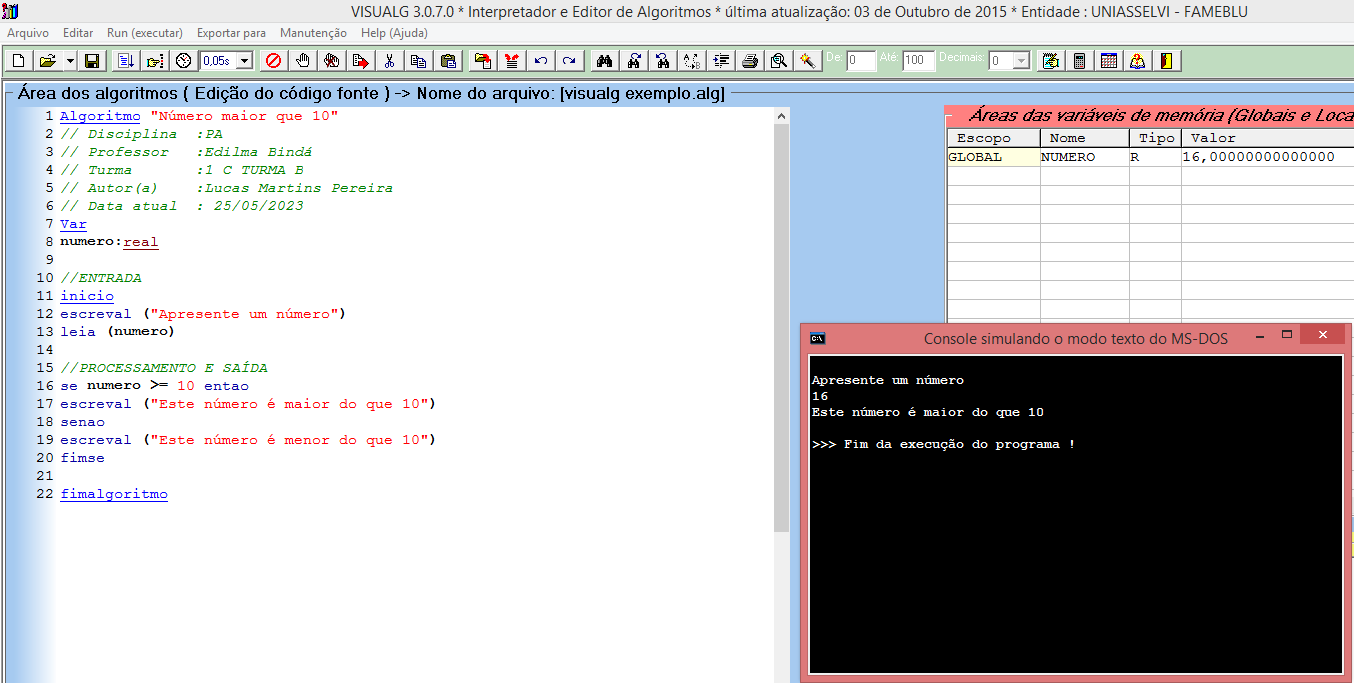 VISUALG 3.0.7.0 * Interpretador e Editor de Algoritmos * última atualização: 03 de Outubro de 2015 * Entidade : UNIASSELVI - FAMEBLU
Arquivo Editar Run (executar) Exportar para Manutenção Help (Ajuda)
0,05s De: 0 Até: 100 Decimais: 0
Área dos algoritmos ( Edição do código fonte ) -> Nome do arquivo: [visualg exemplo.alg]
1 Algoritmo "Número maior que 10"
2 // Disciplina :PA
3 // Professor :Edilma Bindá
4 // Turma :1 C TURMA B
5 // Autor(a) :Lucas Martins Pereira
6 // Data atual : 25/05/2023
7 Var
8 numero:real
9
10 //ENTRADA
11 inicio
12 escreval ("Apresente um número")
13 leia (numero)
14
15 //PROCESSAMENTO E SAÍDA
16 se numero >= 10 entao
17 escreval ("Este número é maior do que 10")
18 senao
19 escreval ("Este número é menor do que 10")
20 fimse
21
22 fimalgoritmo
Áreas das variáveis de memória (Globais e Loca
Escopo Nome Tipo Valor
GLOBAL NUMERO R 16,00000000000000
Console simulando o modo texto do MS-DOS
Apresente um número
16
Este número é maior do que 10
>>> Fim da execução do programa !